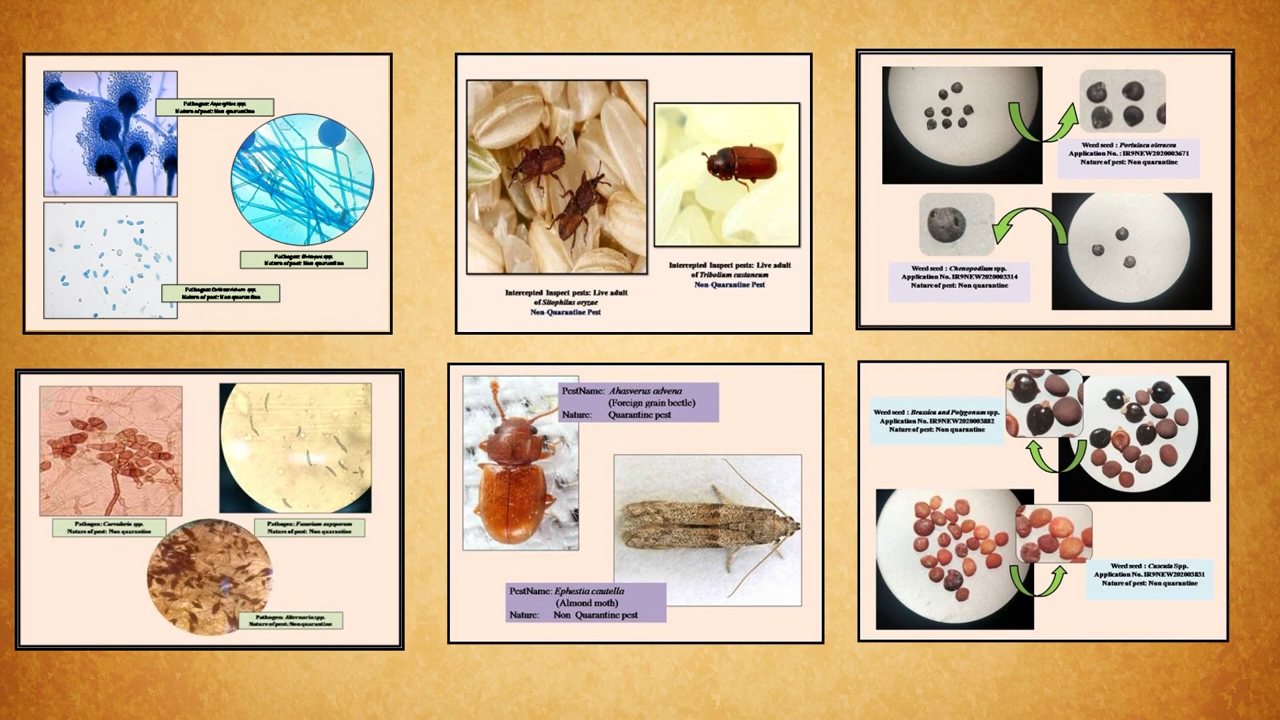 Pathogen: Aspergillus spp.
Nature of pest: Non quarantine
Pathogen: Rhizopus spp.
Nature of pest: Non quarantine
Pathogen:
spp.
Nature of pest: Non quarantine
Intercepted Inspect pests: Live adult
of Sitophilus oryzae
Non-Quarantine Pest
Intercepted Inspect pests: Live adult
of Tribolium castaneum
Non-Quarantine Pest
Weed seed : Portulaca oleracea
Application No. : IR9NEW2020003671
Nature of pest: Non quarantine
Weed seed : Chenopodium spp.
Application No. IR9NEW2020003314
Nature of pest: Non quarantine
Pathogen: Curvularia spp.
Nature of pest: Non quarantine
Pathogen: Fusarium oxysporum
Nature of pest: Non quarantine
Pathogen: Alternaria spp.
Nature of pest: Non quarantine
PestName: Ahasverus advena
(Foreign grain beetle)
Nature: Quarantine pest
PestName: Ephestia cautella
(Almond moth)
Nature: Non Quarantine pest
Weed seed : Brassica and Polygonum spp.
Application No. IR9NEW2020003882
Nature of pest: Non quarantine
Weed seed : Cuscuta Spp.
Application No. IR9NEW202003831
Nature of pest: Non quarantine